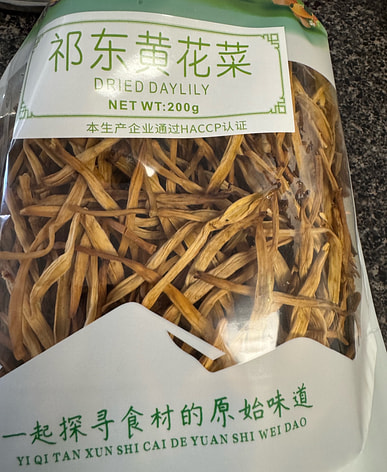 祁东黄花菜
DRIED DAYLILY
NET WT:200g
本生产企业通过HACCP认证
一起探寻食材的原始味道
YI QI TAN XUN SHI CAI DE YUAN SHI WEI DAO